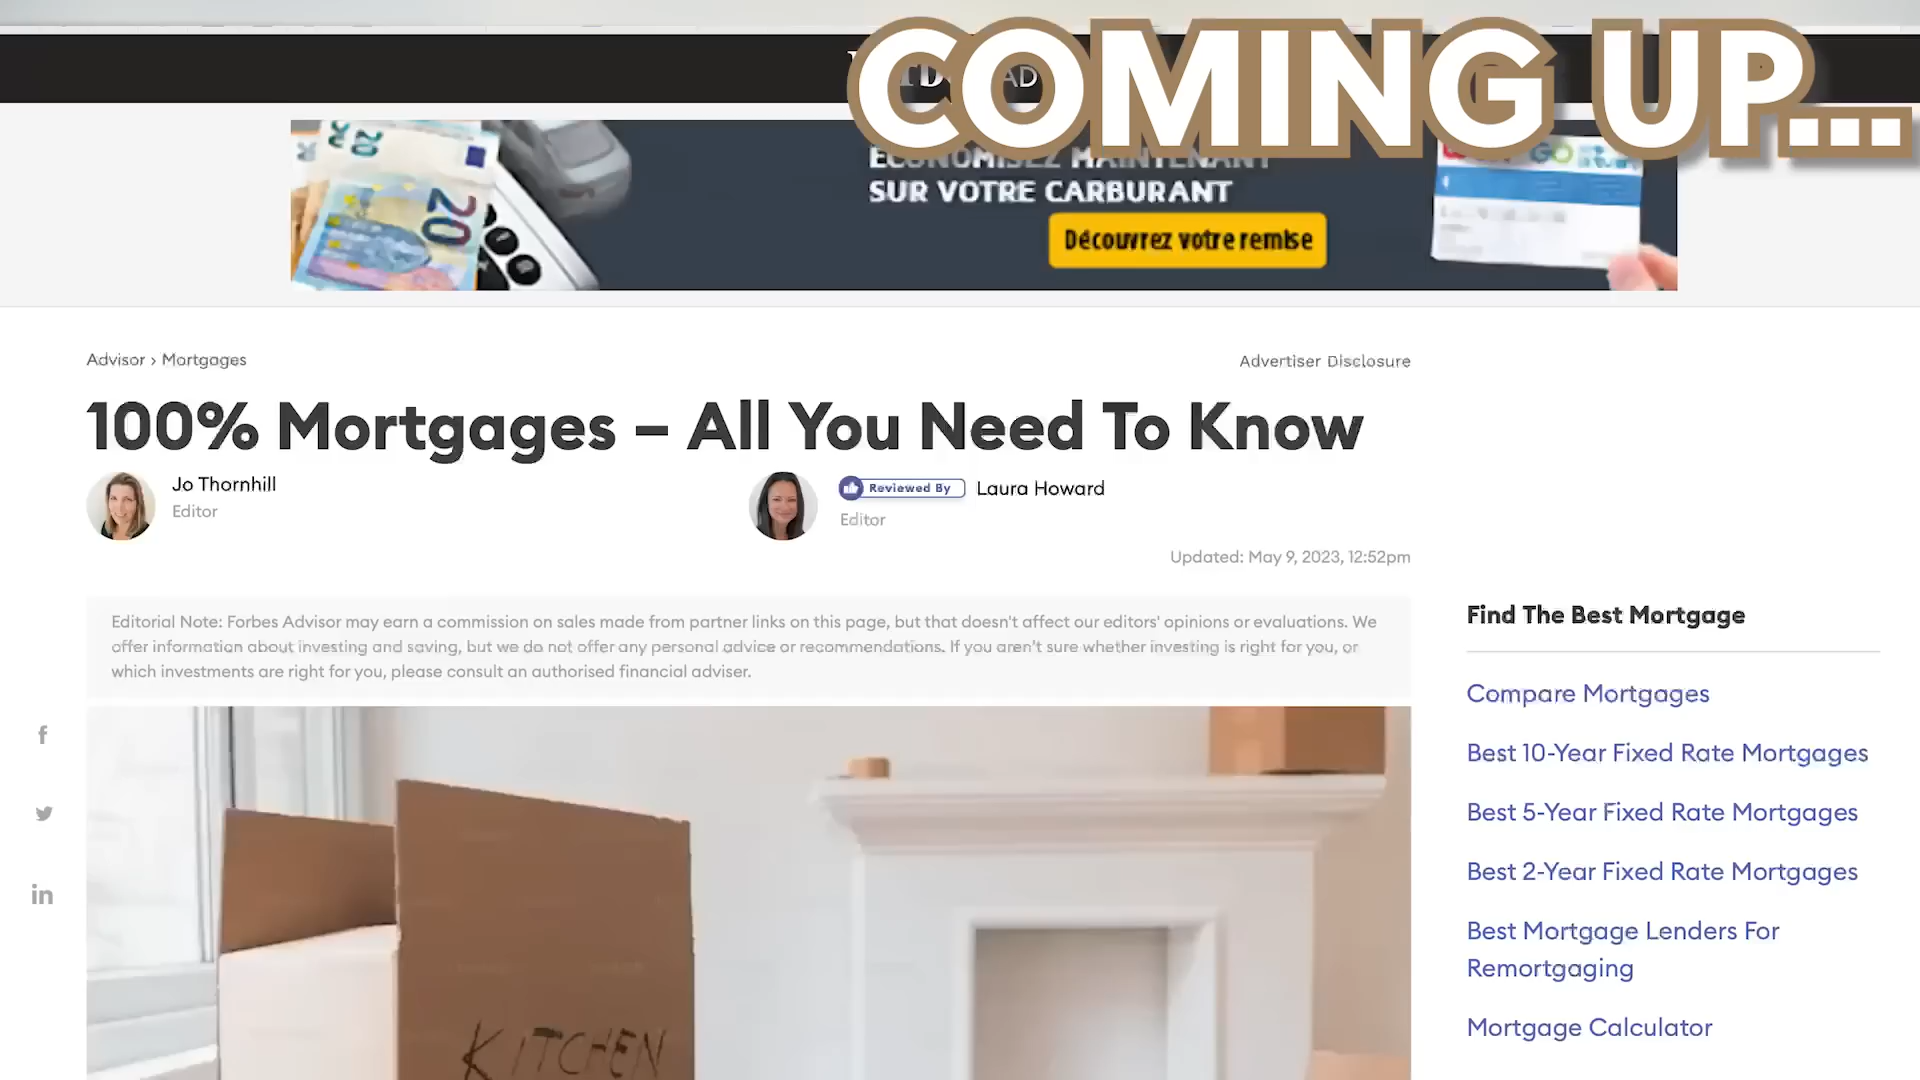 COMING UP...
ÉCONOMISEZ MAINTENANT
SUR VOTRE CARBURANT
Découvrez votre remise
20
20
Advisor › Mortgages
Advertiser Disclosure
100% Mortgages – All You Need To Know
Jo Thornhill
Editor
Reviewed By
Laura Howard
Editor
Updated: May 9, 2023, 12:52pm
Editorial Note: Forbes Advisor may earn a commission on sales made from partner links on this page, but that doesn't affect our editors' opinions or evaluations. We
offer information about investing and saving, but we do not offer any personal advice or recommendations. If you aren't sure whether investing is right for you, or
which investments are right for you, please consult an authorised financial adviser.
Find The Best Mortgage
Compare Mortgages
Best 10-Year Fixed Rate Mortgages
Best 5-Year Fixed Rate Mortgages
Best 2-Year Fixed Rate Mortgages
Best Mortgage Lenders For
Remortgaging
Mortgage Calculator
f
in
KITCHEN